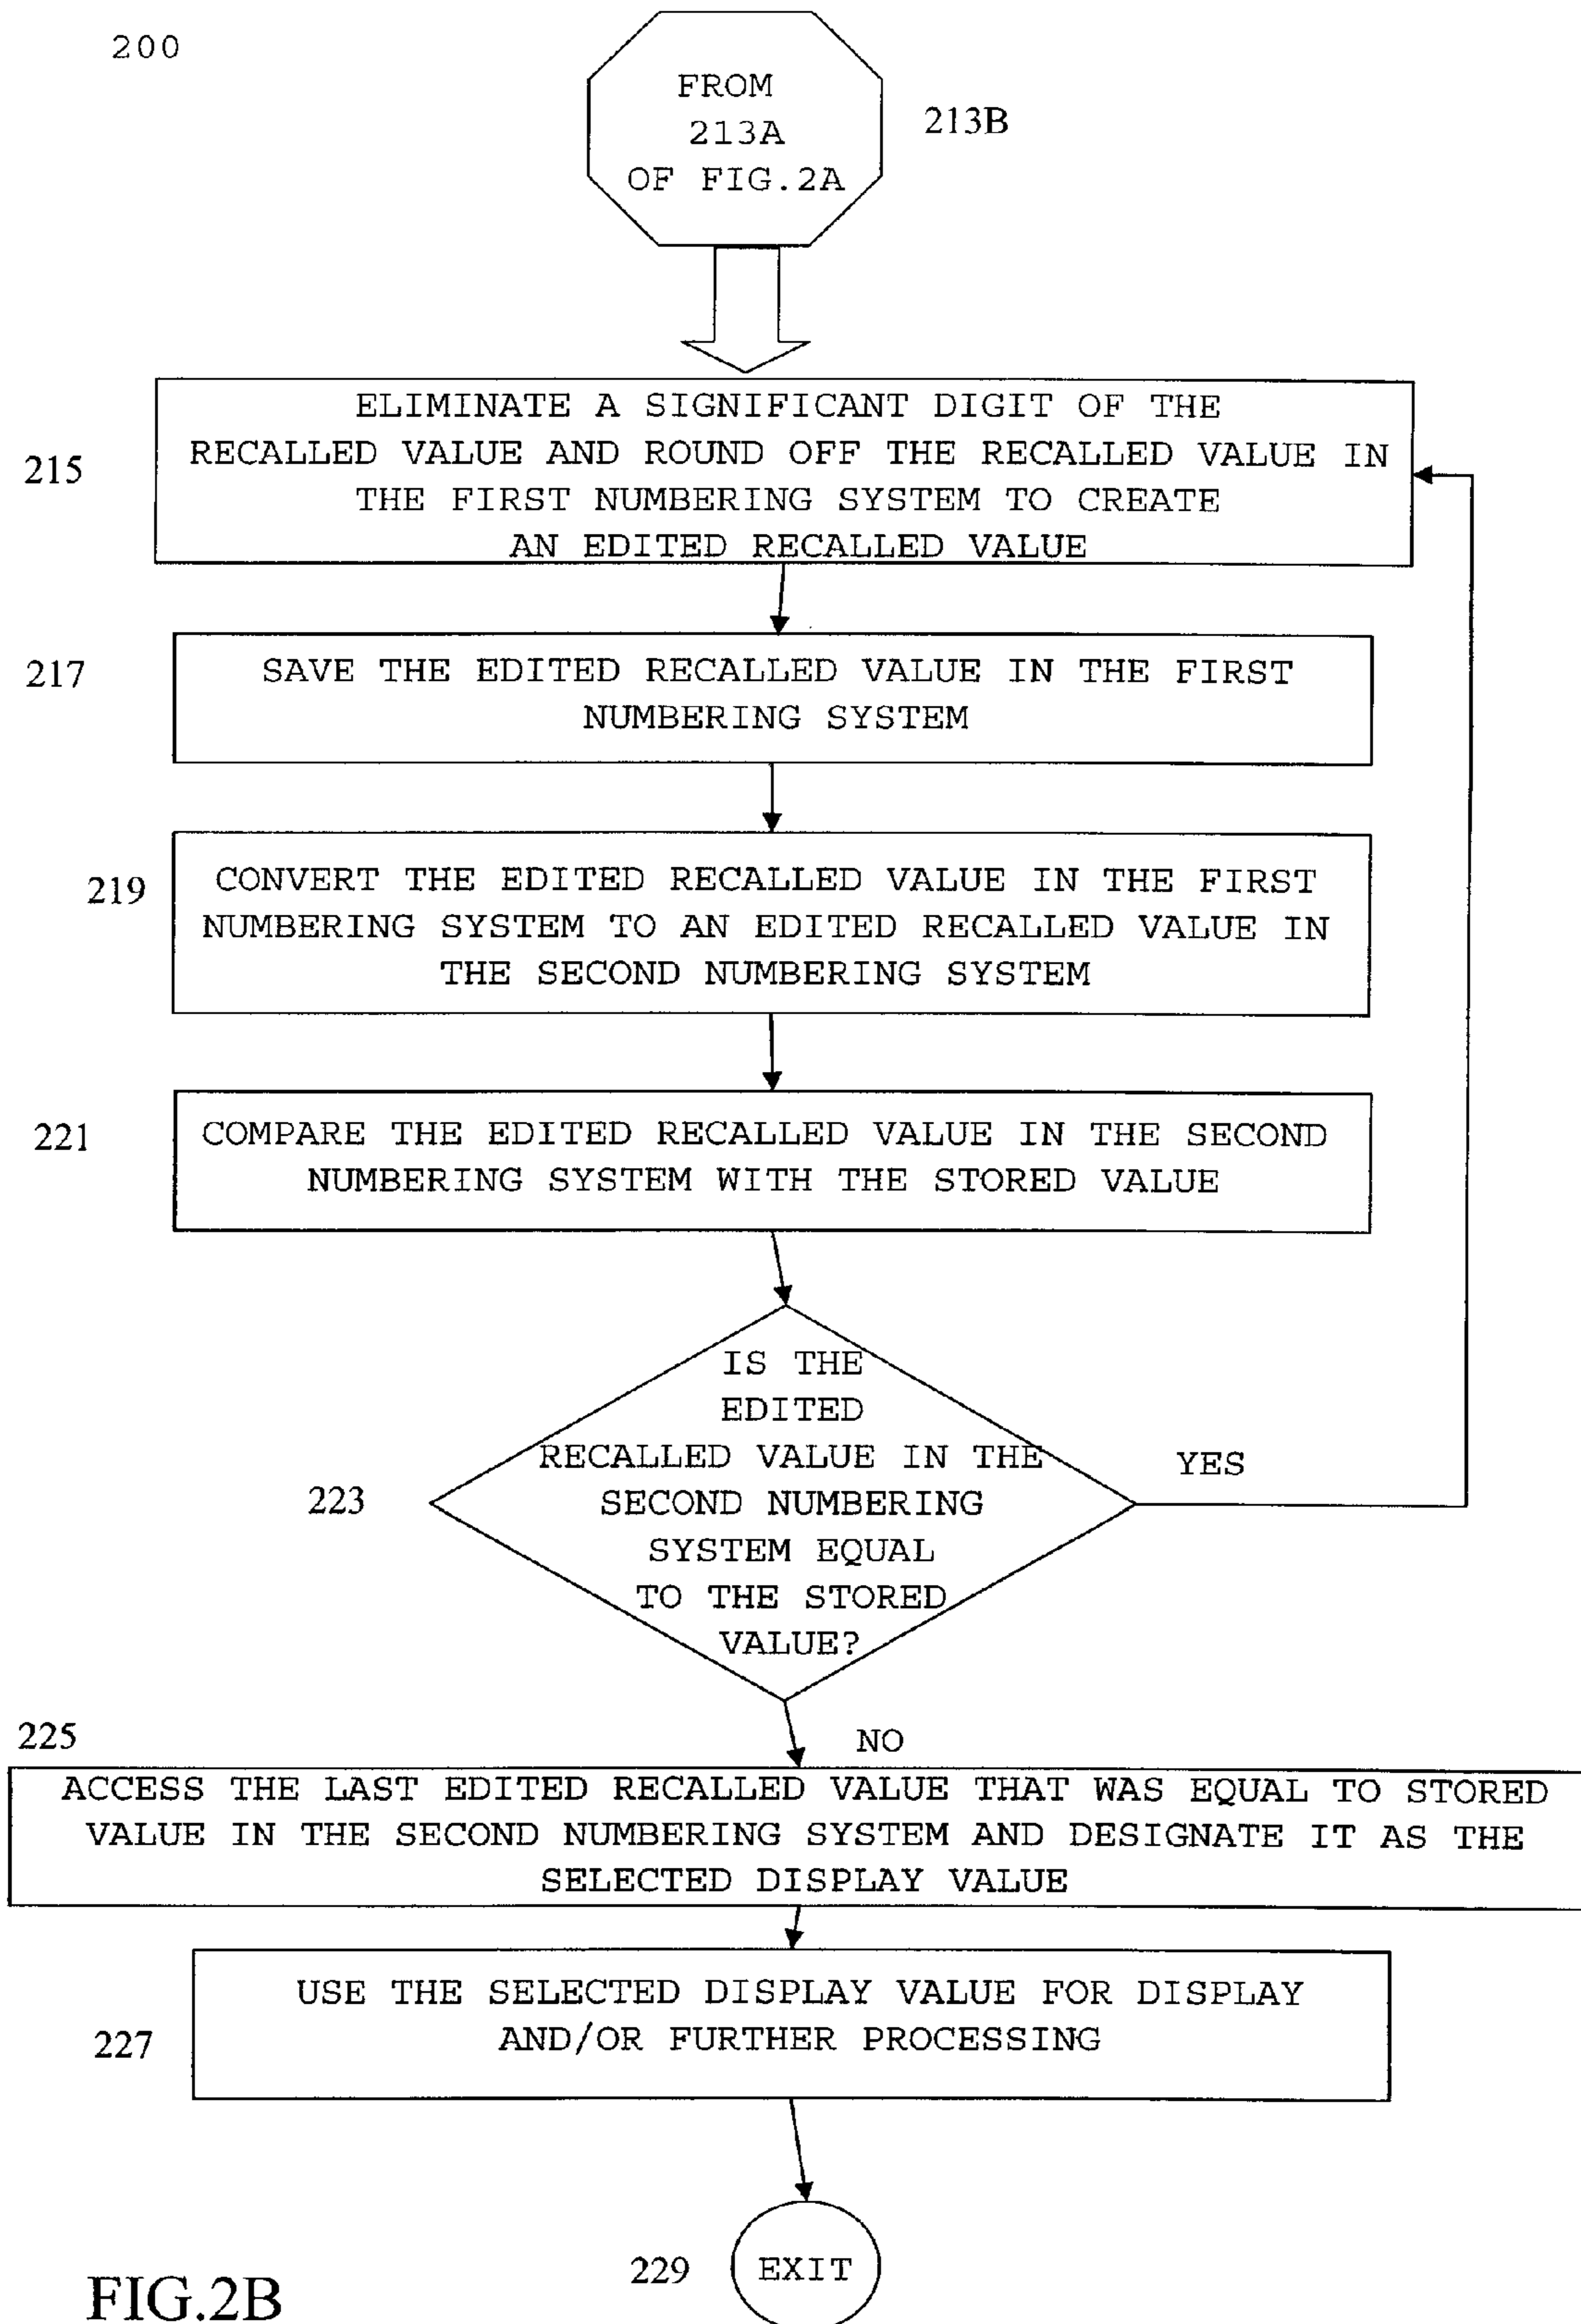 200
FROM
213A
OF FIG.2A
213B
ELIMINATE A SIGNIFICANT DIGIT OF THE
RECALLED VALUE AND ROUND OFF THE RECALLED VALUE IN
THE FIRST NUMBERING SYSTEM TO CREATE
AN EDITED RECALLED VALUE
215
SAVE THE EDITED RECALLED VALUE IN THE FIRST
NUMBERING SYSTEM
217
CONVERT THE EDITED RECALLED VALUE IN THE FIRST
NUMBERING SYSTEM TO AN EDITED RECALLED VALUE IN
THE SECOND NUMBERING SYSTEM
219
COMPARE THE EDITED RECALLED VALUE IN THE SECOND
NUMBERING SYSTEM WITH THE STORED VALUE
221
IS THE
EDITED
RECALLED VALUE IN THE
SECOND NUMBERING
SYSTEM EQUAL
TO THE STORED
VALUE?
223
YES
NO
225
ACCESS THE LAST EDITED RECALLED VALUE THAT WAS EQUAL TO STORED
VALUE IN THE SECOND NUMBERING SYSTEM AND DESIGNATE IT AS THE
SELECTED DISPLAY VALUE
USE THE SELECTED DISPLAY VALUE FOR DISPLAY
AND/OR FURTHER PROCESSING
227
229
EXIT
FIG.2B